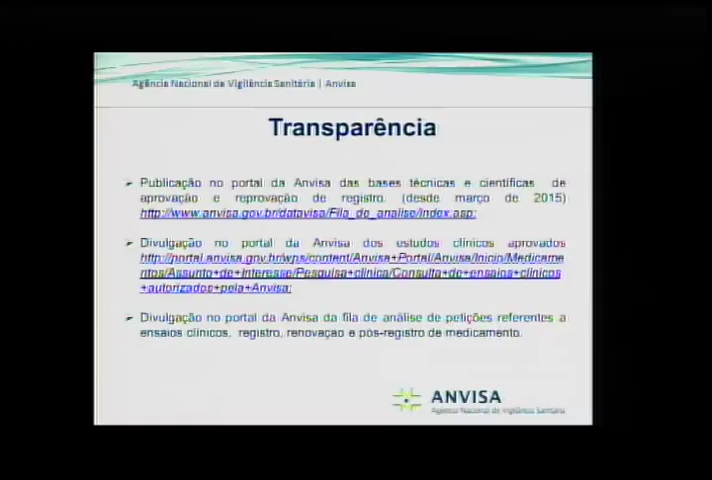 Agência Nacional de Vigilância Sanitária | Anvisa
Transparência
➢ Publicação no portal da Anvisa das bases técnicas e científicas de
aprovação e reprovação de registro. (desde março de 2015)
http://www.anvisa.gov.br/datavisa/Fila_de_analise/index.asp;
➢ Divulgação no portal da Anvisa dos estudos clínicos aprovados
http://portal.anvisa.gov.br/wps/content/Anvisa+Portal/Anvisa/Inicio/Medicame
ntos/Assunto+de+Interesse/Pesquisa+clinica/Consulta+de+ensaios+clinicos
+autorizados+pela+Anvisa;
➢ Divulgação no portal da Anvisa da fila de análise de petições referentes a
ensaios clínicos, registro, renovação e pós-registro de medicamento.
ANVISA
Agência Nacional de Vigilância Sanitária